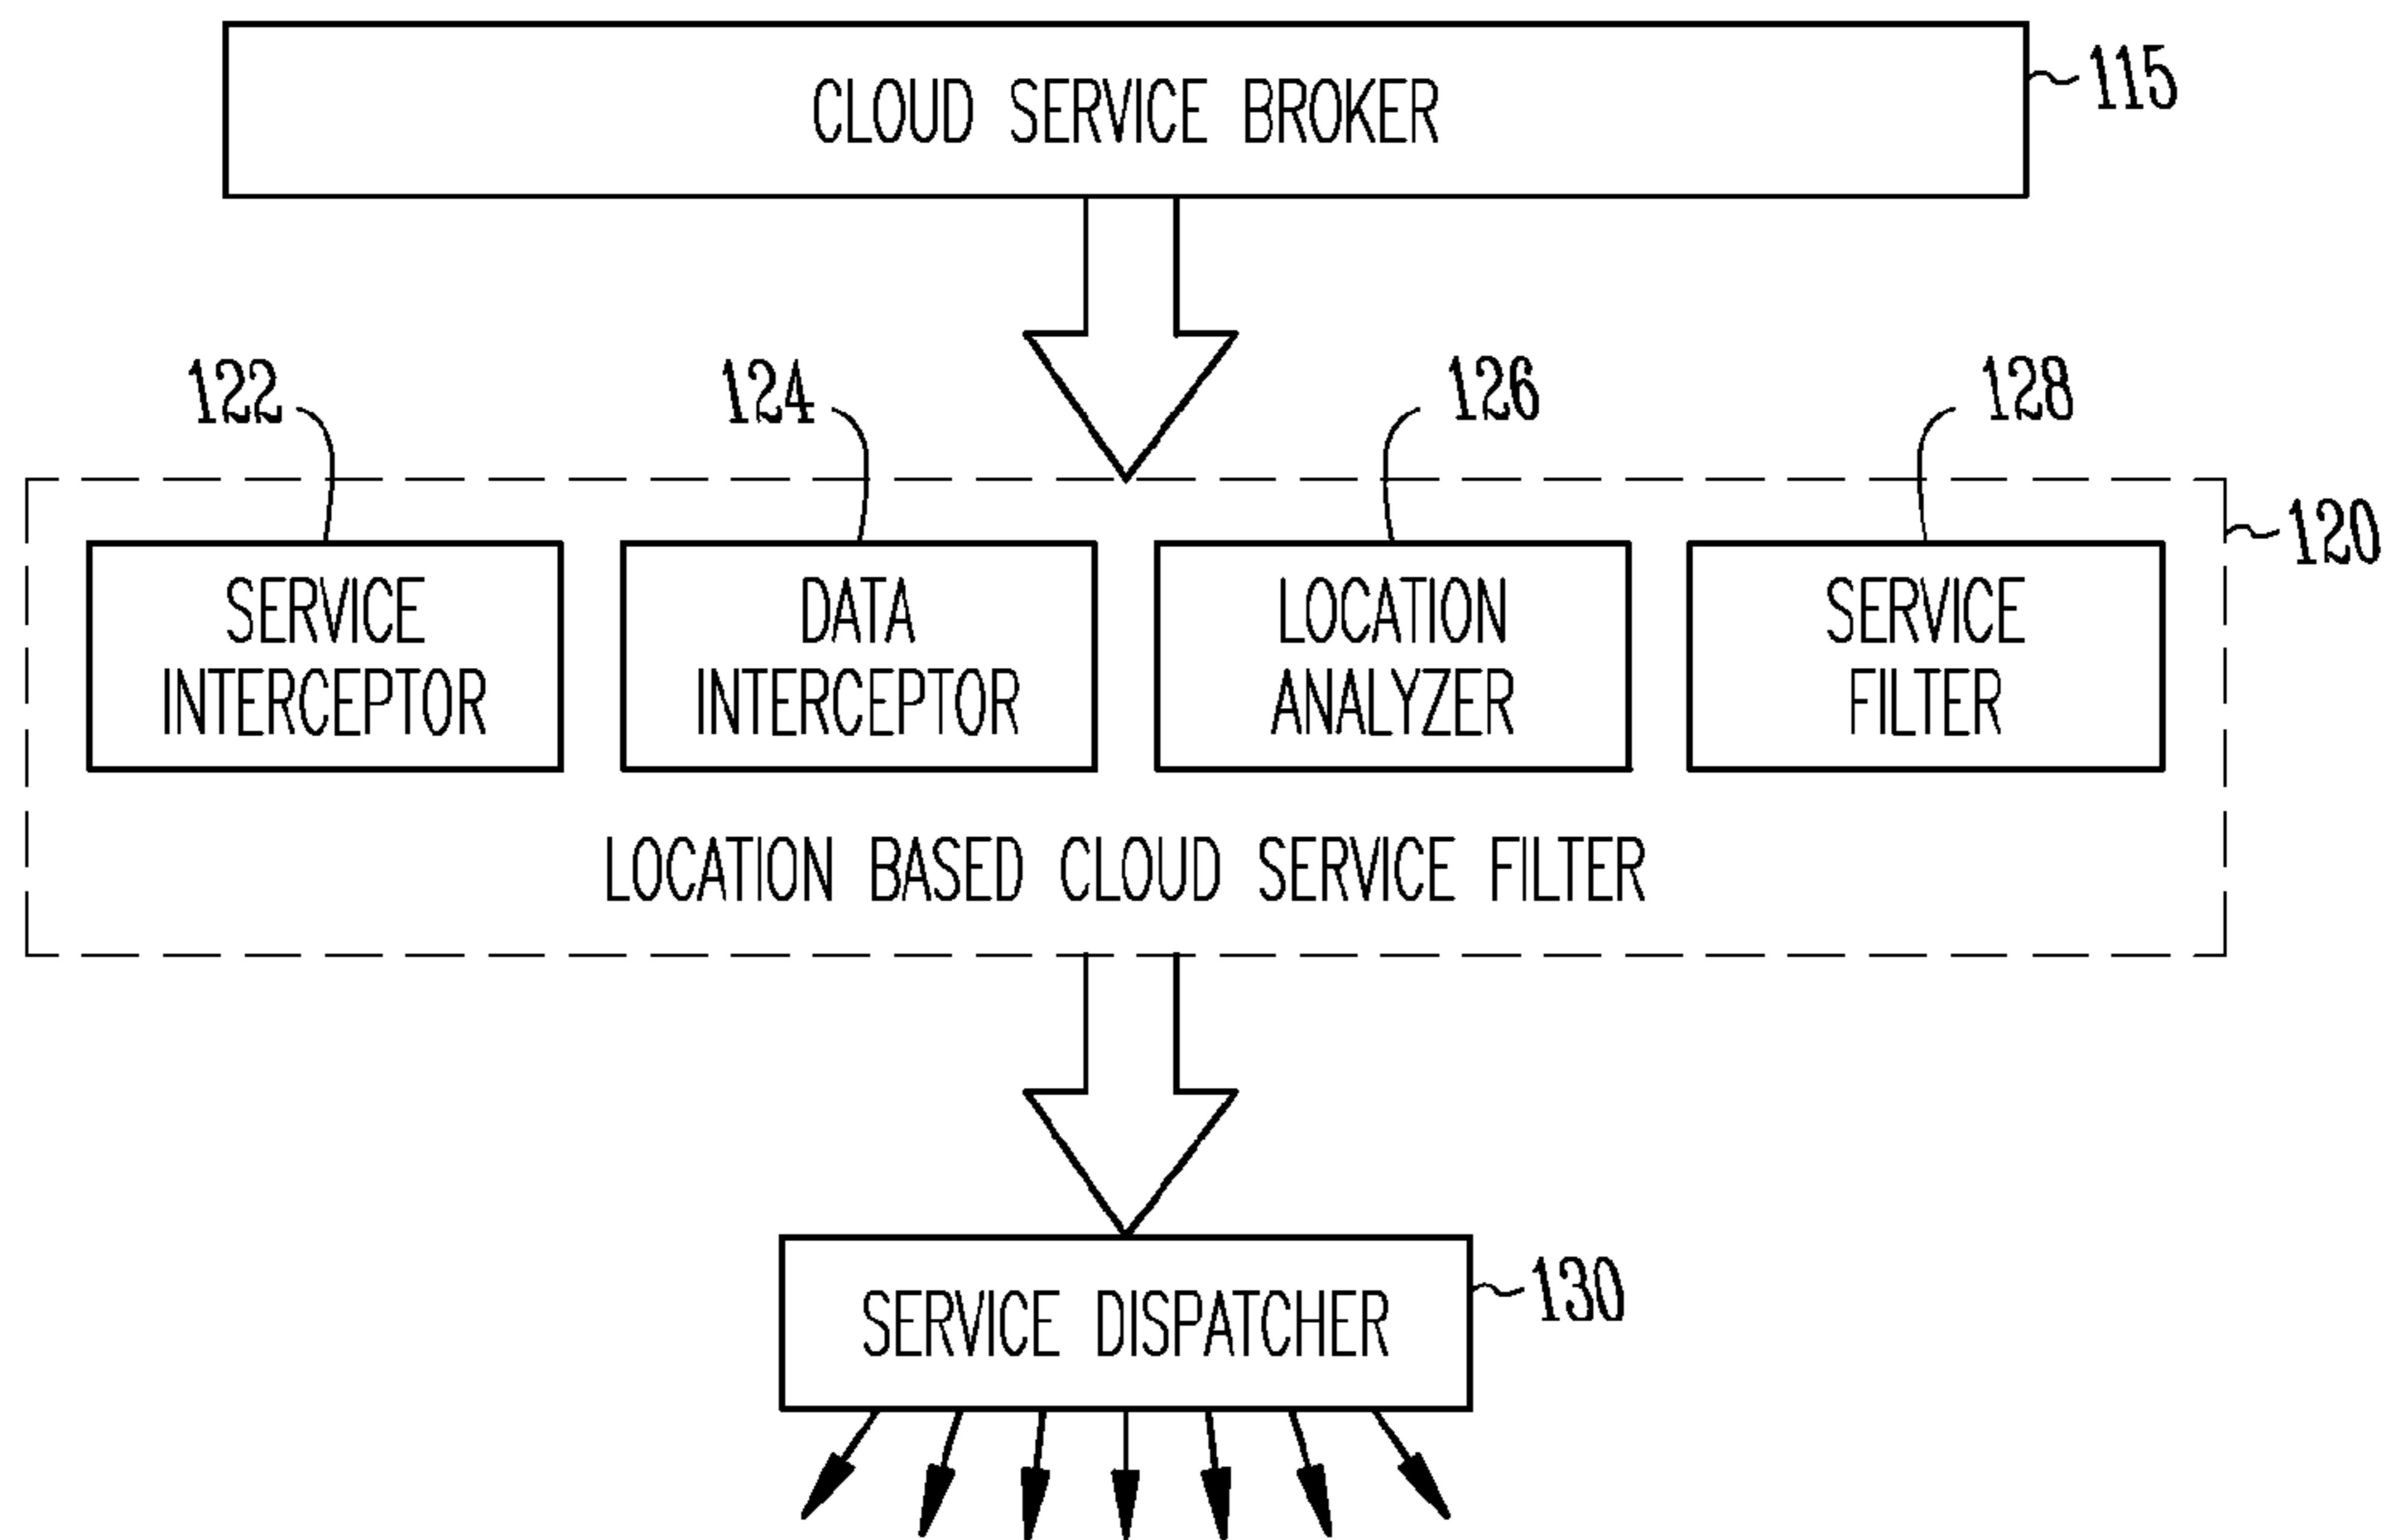 CLOUD SERVICE BROKER
115
122
124
126
128
120
SERVICE
INTERCEPTOR
DATA
INTERCEPTOR
LOCATION
ANALYZER
SERVICE
FILTER
LOCATION BASED CLOUD SERVICE FILTER
SERVICE DISPATCHER
130